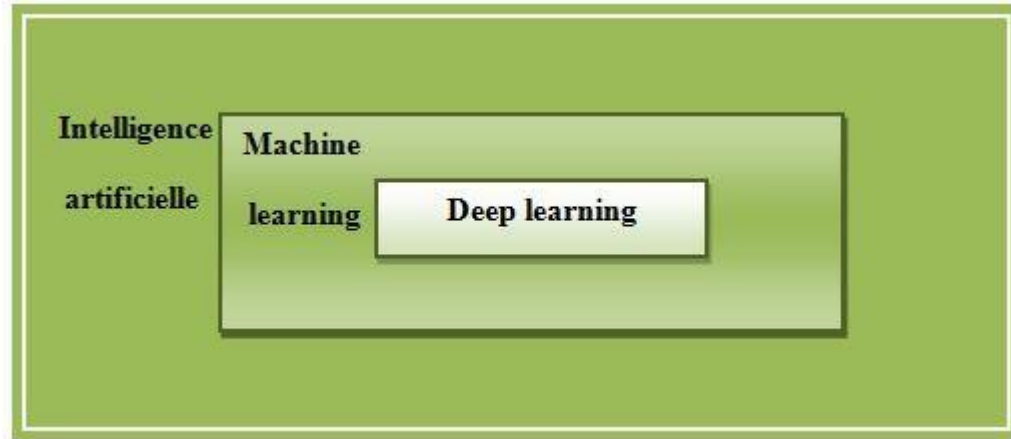 Intelligence
artificielle
Machine
learning
Deep learning